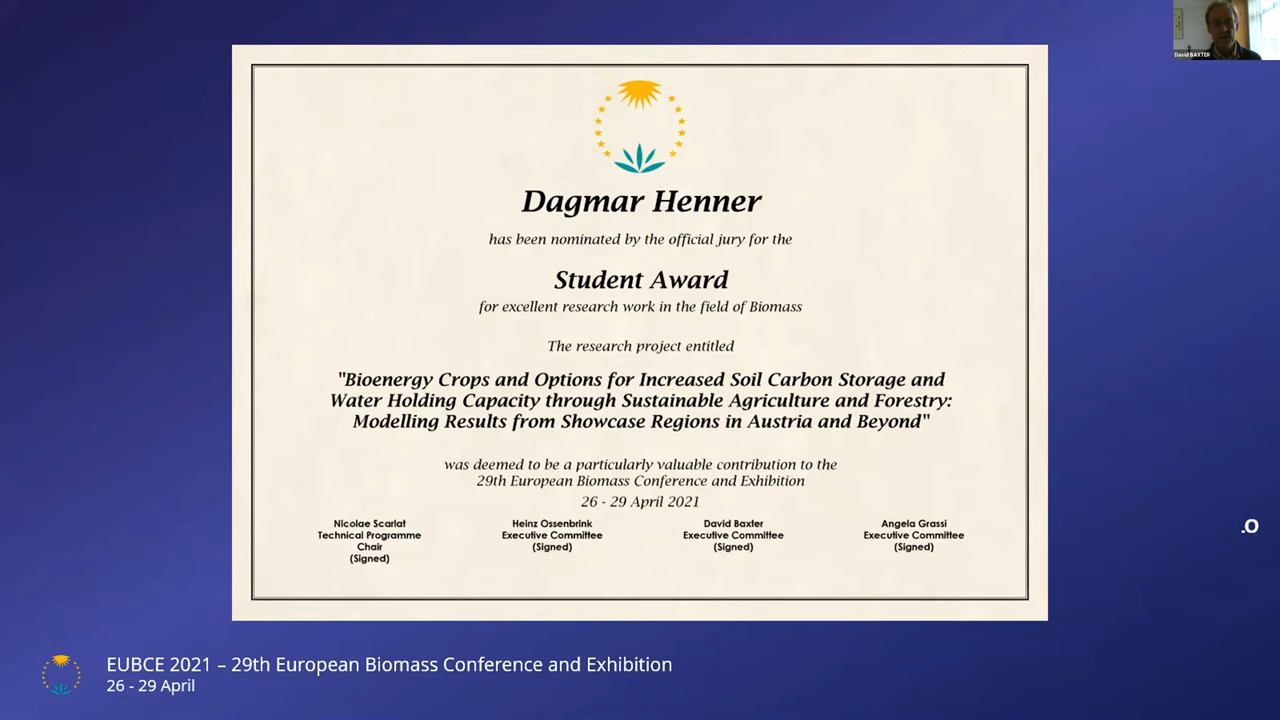 David BAXTER
Dagmar Henner
has been nominated by the official jury for the
Student Award
for excellent research work in the field of Biomass
The research project entitled
"Bioenergy Crops and Options for Increased Soil Carbon Storage and
Water Holding Capacity through Sustainable Agriculture and Forestry:
Modelling Results from Showcase Regions in Austria and Beyond"
was deemed to be a particularly valuable contribution to the
29th European Biomass Conference and Exhibition
26 - 29 April 2021
Nicolae Scarlat
Technical Programme
Chair
(Signed)
Heinz Ossenbrink
Executive Committee
(Signed)
David Baxter
Executive Committee
(Signed)
Angela Grassi
Executive Committee
(Signed)
.O
EUBCE 2021 – 29th European Biomass Conference and Exhibition
26 - 29 April